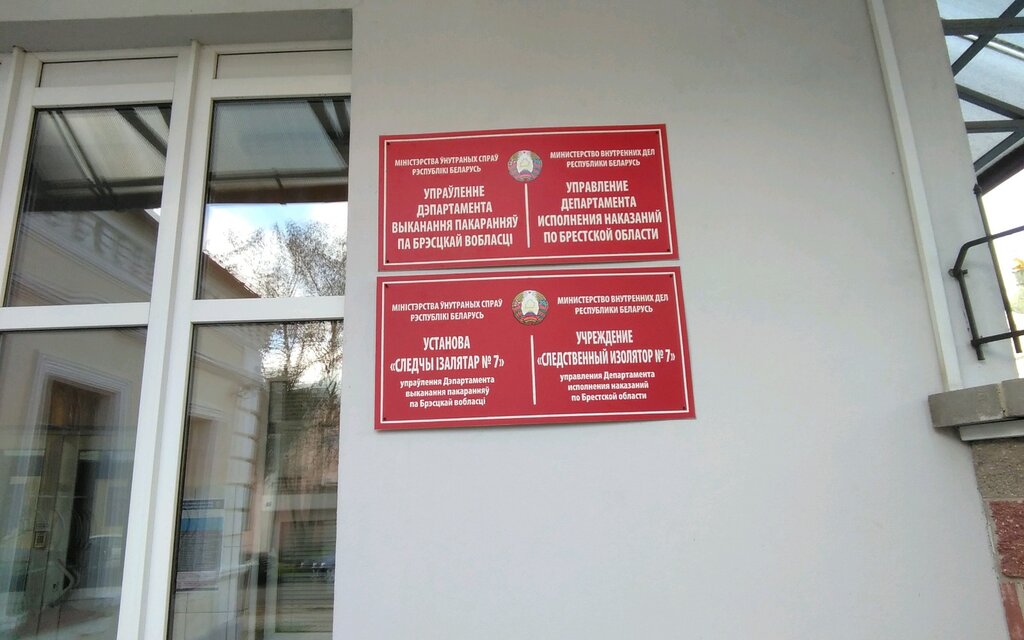 МІНІСТЭРСТВА ЎНУТРАНЫХ СПРАЎ
РЭСПУБЛІКІ БЕЛАРУСЬ
УПРАЎЛЕННЕ
ДЭПАРТАМЕНТА
ВЫКАНАННЯ ПАКАРАННЯЎ
ПА БРЭСЦКАЙ ВОБЛАСЦІ
МИНИСТЕРСТВО ВНУТРЕННИХ ДЕЛ
РЕСПУБЛИКИ БЕЛАРУСЬ
УПРАВЛЕНИЕ
ДЕПАРТАМЕНТА
ИСПОЛНЕНИЯ НАКАЗАНИЙ
ПО БРЕСТСКОЙ ОБЛАСТИ
МІНІСТЭРСТВА ЎНУТРАНЫХ СПРАЎ
РЭСПУБЛІКІ БЕЛАРУСЬ
УСТАНОВА
«СЛЕДЧЫ ІЗАЛЯТАР № 7»
упраўлення Дэпартамента
выканання пакаранняў
па Брэсцкай вобласці
МИНИСТЕРСТВО ВНУТРЕННИХ ДЕЛ
РЕСПУБЛИКИ БЕЛАРУСЬ
УЧРЕЖДЕНИЕ
«СЛЕДСТВЕННЫЙ ИЗОЛЯТОР № 7»
управления Департамента
исполнения наказаний
по Брестской области